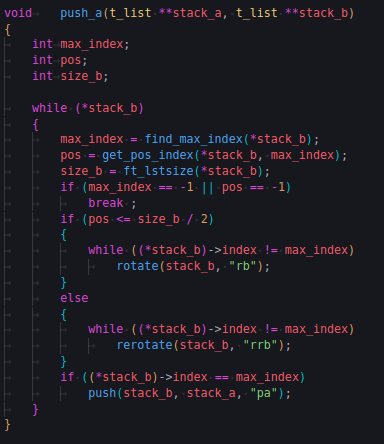 void	push_a(t_list **stack_a, t_list **stack_b)
{
	int	max_index;
	int	pos;
	int	size_b;

	while (*stack_b)
	{
		max_index = find_max_index(*stack_b);
		pos = get_pos_index(*stack_b, max_index);
		size_b = ft_lstsize(*stack_b);
		if (max_index == -1 || pos == -1)
			break ;
		if (pos <= size_b / 2)
		{
			while ((*stack_b)->index != max_index)
				rotate(stack_b, "rb");
		}
		else
		{
			while ((*stack_b)->index != max_index)
				rerotate(stack_b, "rrb");
		}
		if ((*stack_b)->index == max_index)
			push(stack_b, stack_a, "pa");
	}
}